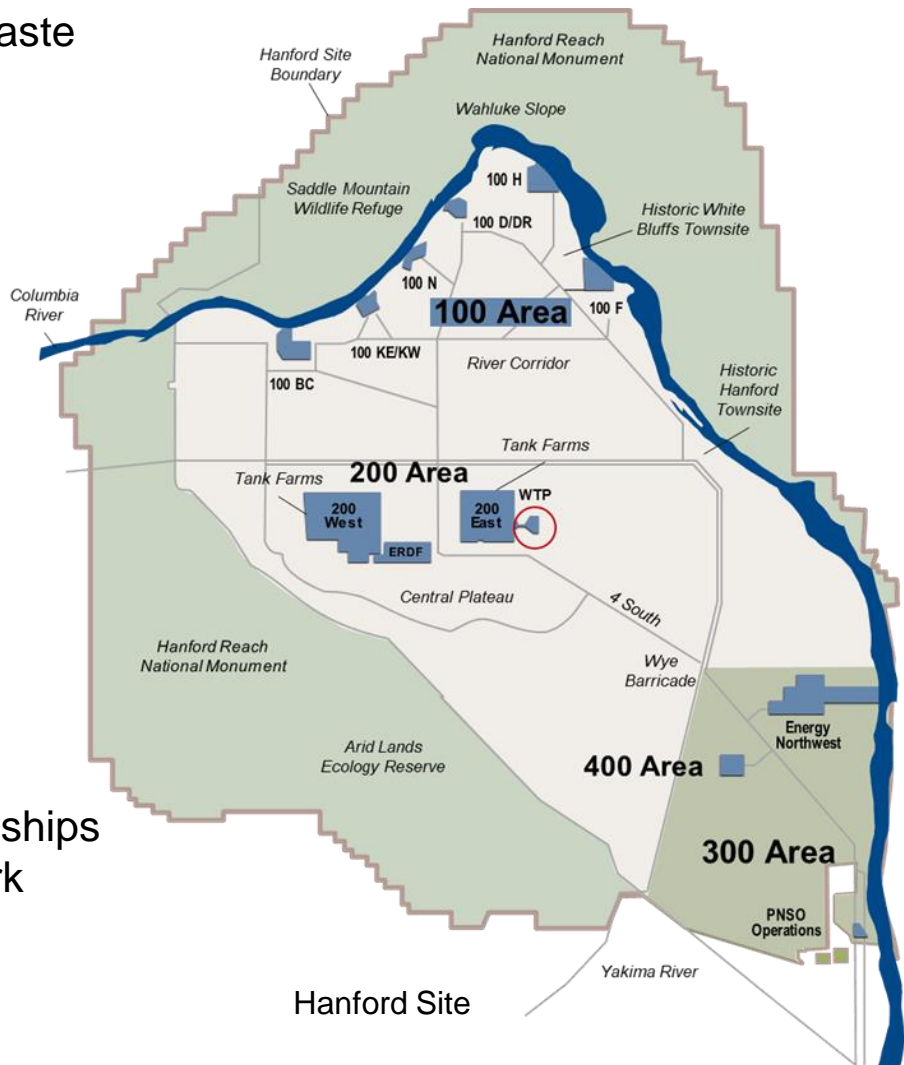 aste
Hanford Reach
National Monument
Hanford Site
Boundary
Wahluke Slope
100 H
Saddle Mountain
Wildlife Refuge
100 D/DR
Historic White
Bluffs Townsite
100 N
Columbia
River
100 Area
100 F
100 KE/KW
River Corridor
100 BC
Historic
Hanford
Townsite
Tank Farms
200 Area
Tank Farms
WTP
200
West
200
East
ERDF
Central Plateau
4 South
Hanford Reach
National Monument
Wye
Barricade
Energy
Northwest
Arid Lands
Ecology Reserve
400 Area
ships
rk
300 Area
PNSO
Operations
Yakima River
Hanford Site